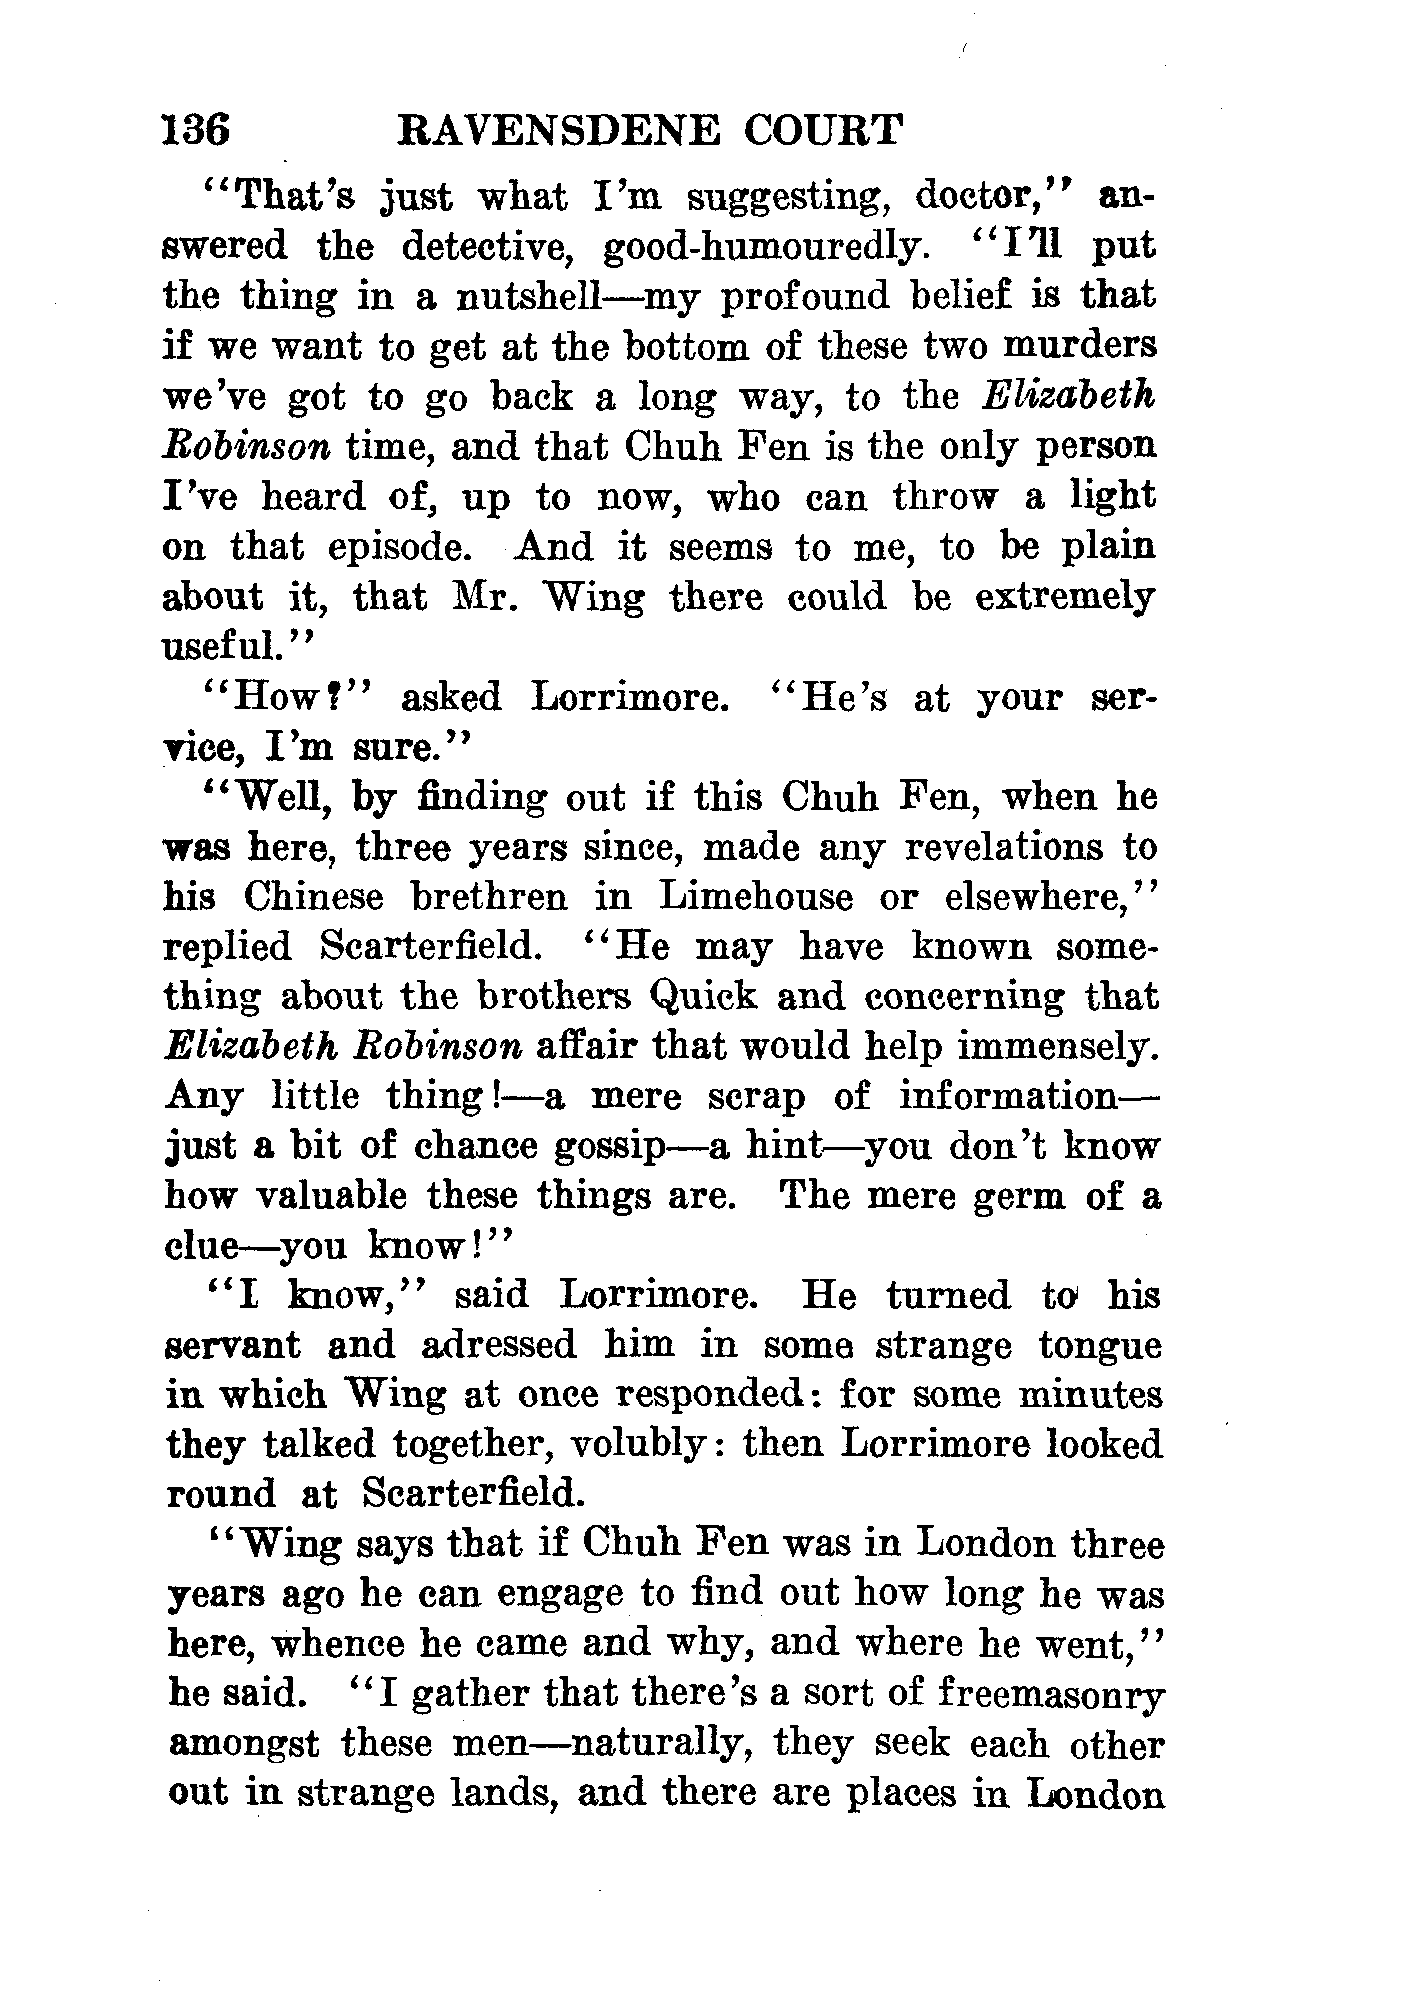 136 RAVENSDENE COURT
"That's just what I'm suggesting, doctor," an-
swered the detective, good-humouredly. "I'll put
the thing in a nutshell—my profound belief is that
if we want to get at the bottom of these two murders
we've got to go back a long way, to the Elizabeth
Robinson time, and that Chuh Fen is the only person
I've heard of, up to now, who can throw a light
on that episode. And it seems to me, to be plain
about it, that Mr. Wing there could be extremely
useful."
"How?" asked Lorrimore. "He's at your ser-
vice, I'm sure."
"Well, by finding out if this Chuh Fen, when he
was here, three years since, made any revelations to
his Chinese brethren in Limehouse or elsewhere,"
replied Scarterfield. "He may have known some-
thing about the brothers Quick and concerning that
Elizabeth Robinson affair that would help immensely.
Any little thing!—a mere scrap of information—
just a bit of chance gossip—a hint—you don't know
how valuable these things are. The mere germ of a
clue—you know!"
"I know," said Lorrimore. He turned to his
servant and adressed him in some strange tongue
in which Wing at once responded: for some minutes
they talked together, volubly: then Lorrimore looked
round at Scarterfield.
"Wing says that if Chuh Fen was in London three
years ago he can engage to find out how long he was
here, whence he came and why, and where he went,"
he said. "I gather that there's a sort of freemasonry
amongst these men—naturally, they seek each other
out in strange lands, and there are places in London